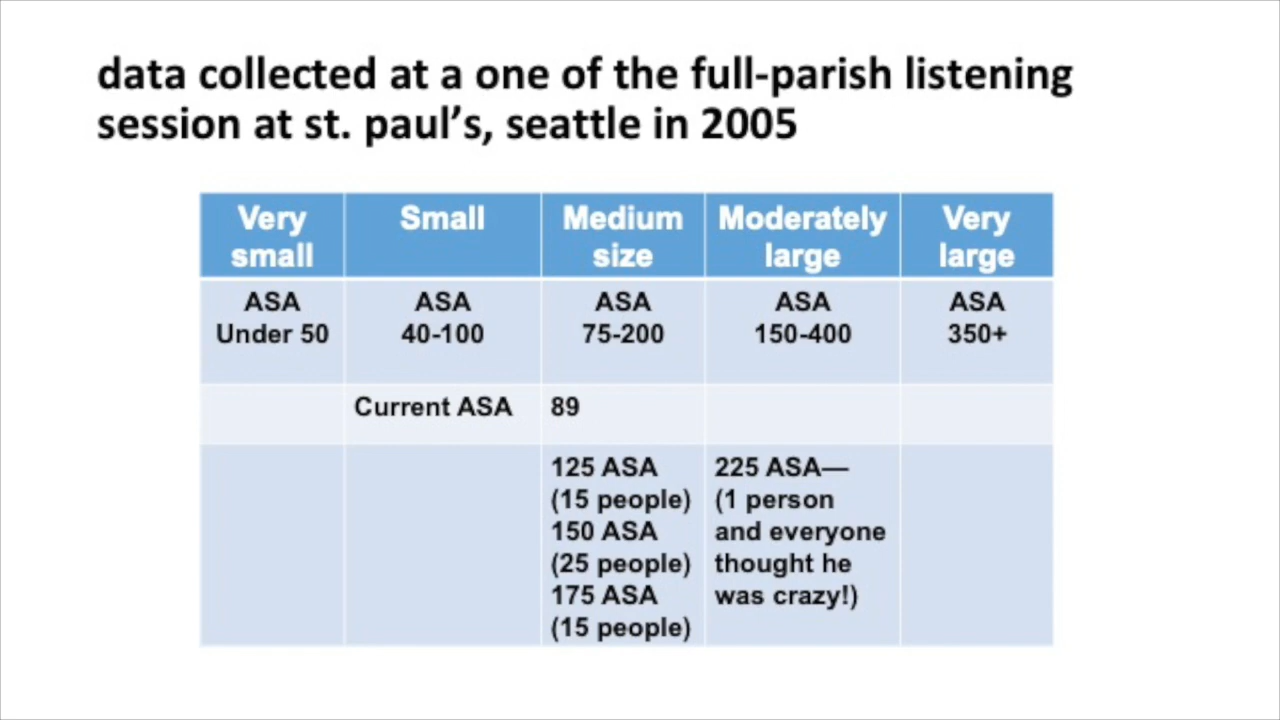 data collected at a one of the full-parish listening
session at st. paul’s, seattle in 2005
Very small
Small
Medium size
Moderately large
Very large
ASA
Under 50
ASA
40-100
ASA
75-200
ASA
150-400
ASA
350+
Current ASA
89
125 ASA
(15 people)
150 ASA
(25 people)
175 ASA
(15 people)
225 ASA—
(1 person
and everyone
thought he
was crazy!)